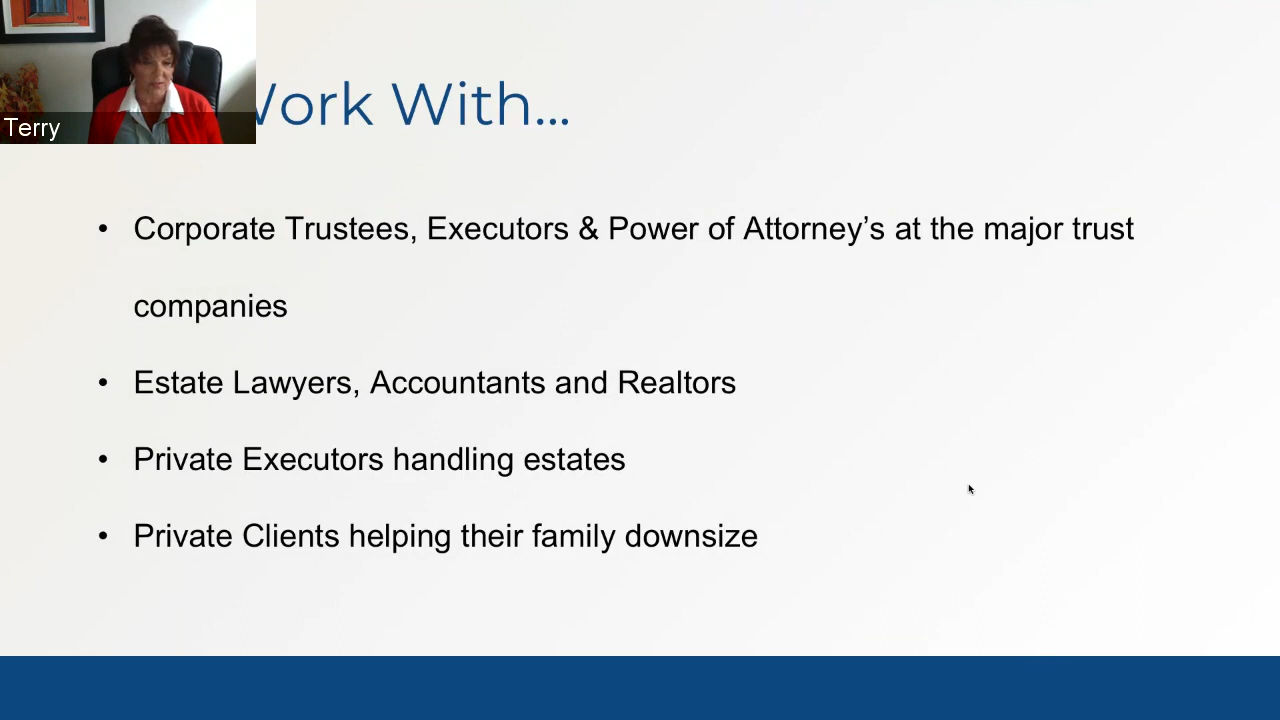 Work With...
Terry
• Corporate Trustees, Executors & Power of Attorney’s at the major trust
companies
• Estate Lawyers, Accountants and Realtors
• Private Executors handling estates
• Private Clients helping their family downsize